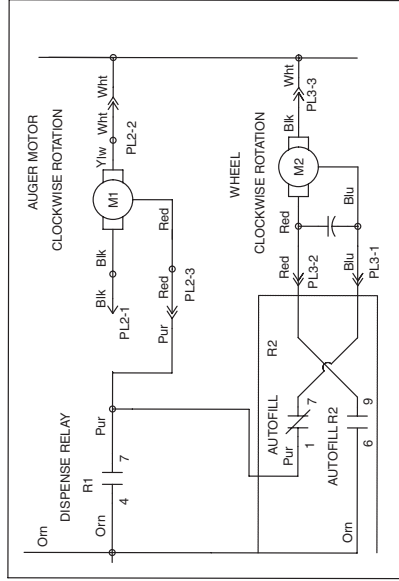 Orn
DISPENSE RELAY
R1
Orn
4
7
Pur
AUGER MOTOR
CLOCKWISE ROTATION
Blk
Blk
PL2-1
M1
Ylw
Wht
Wht
PL2-2
Pur
Red
Red
PL2-3
WHEEL
CLOCKWISE ROTATION
M2
Blk
Wht
PL3-3
Red
Red
PL3-2
Blu
Blu
PL3-1
R2
AUTOFILL
Pur
1
7
AUTOFILL R2
Orn
6
9